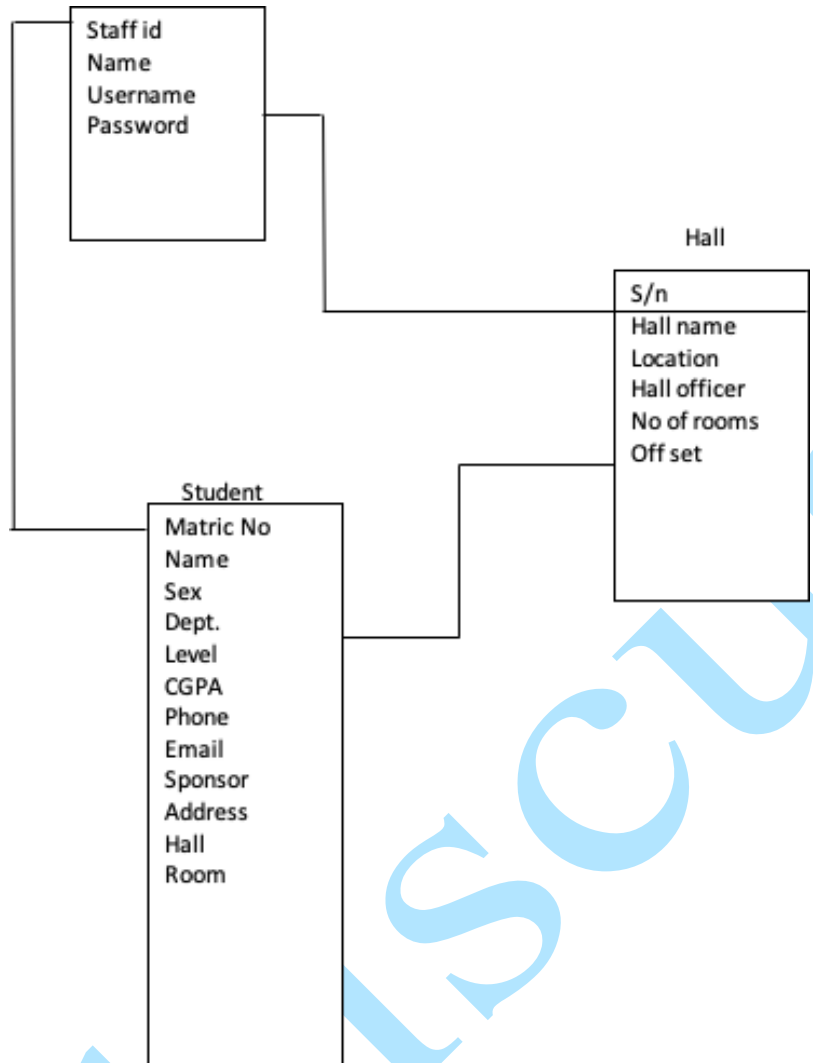 Staff id
Name
Username
Password
Hall
S/n
Hall name
Location
Hall officer
No of rooms
Off set
Student
Matric No
Name
Sex
Dept.
Level
CGPA
Phone
Email
Sponsor
Address
Hall
Room